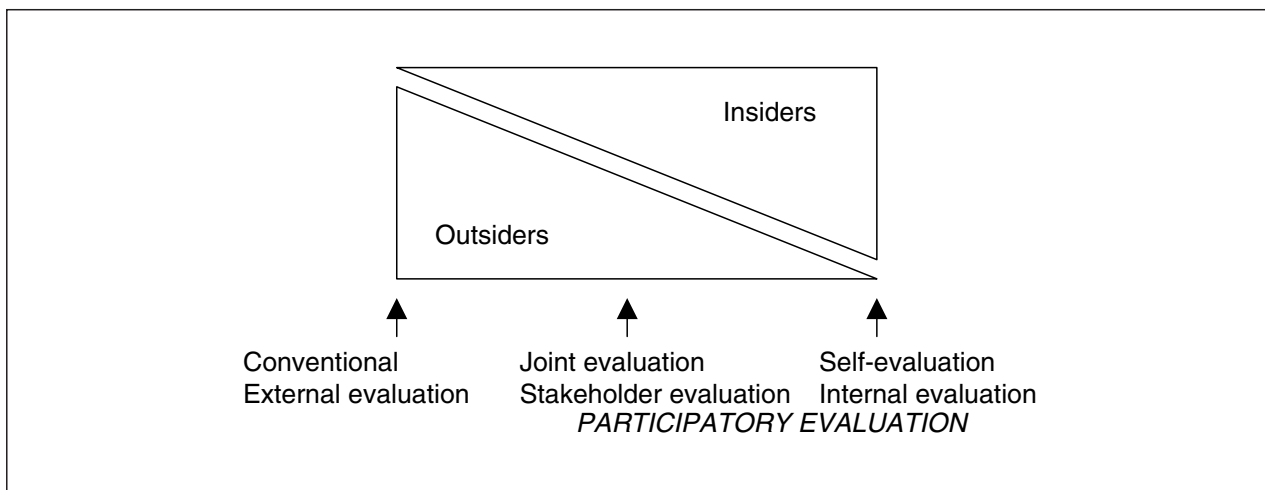 Insiders
Outsiders
Conventional
External evaluation
Joint evaluation
Stakeholder evaluation
Self-evaluation
Internal evaluation
PARTICIPATORY EVALUATION